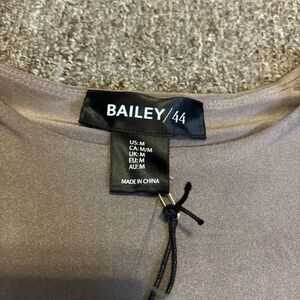 BAILEY/44
US: M
CA: M/M
UK: M
EU: M
AU: M
MADE IN CHINA